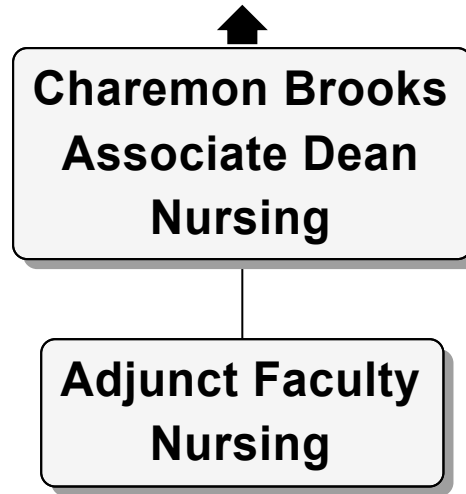 Charemon Brooks
Associate Dean
Nursing
Adjunct Faculty
Nursing